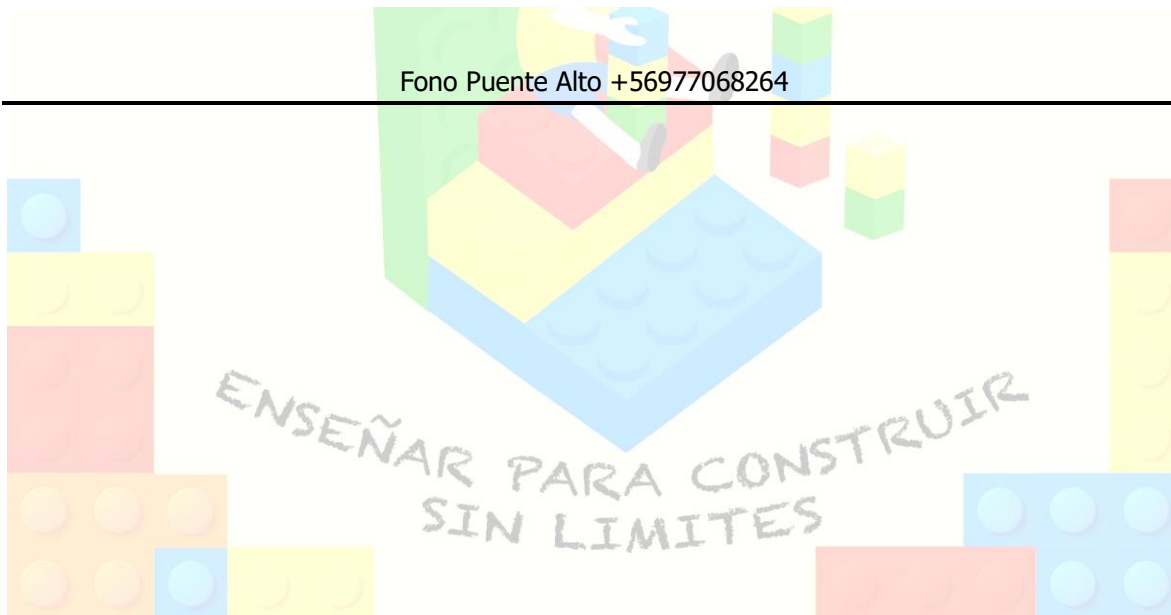 Fono Puente Alto +56977068264
ENSEÑAR PARA CONSTRUIR
SIN LIMITES